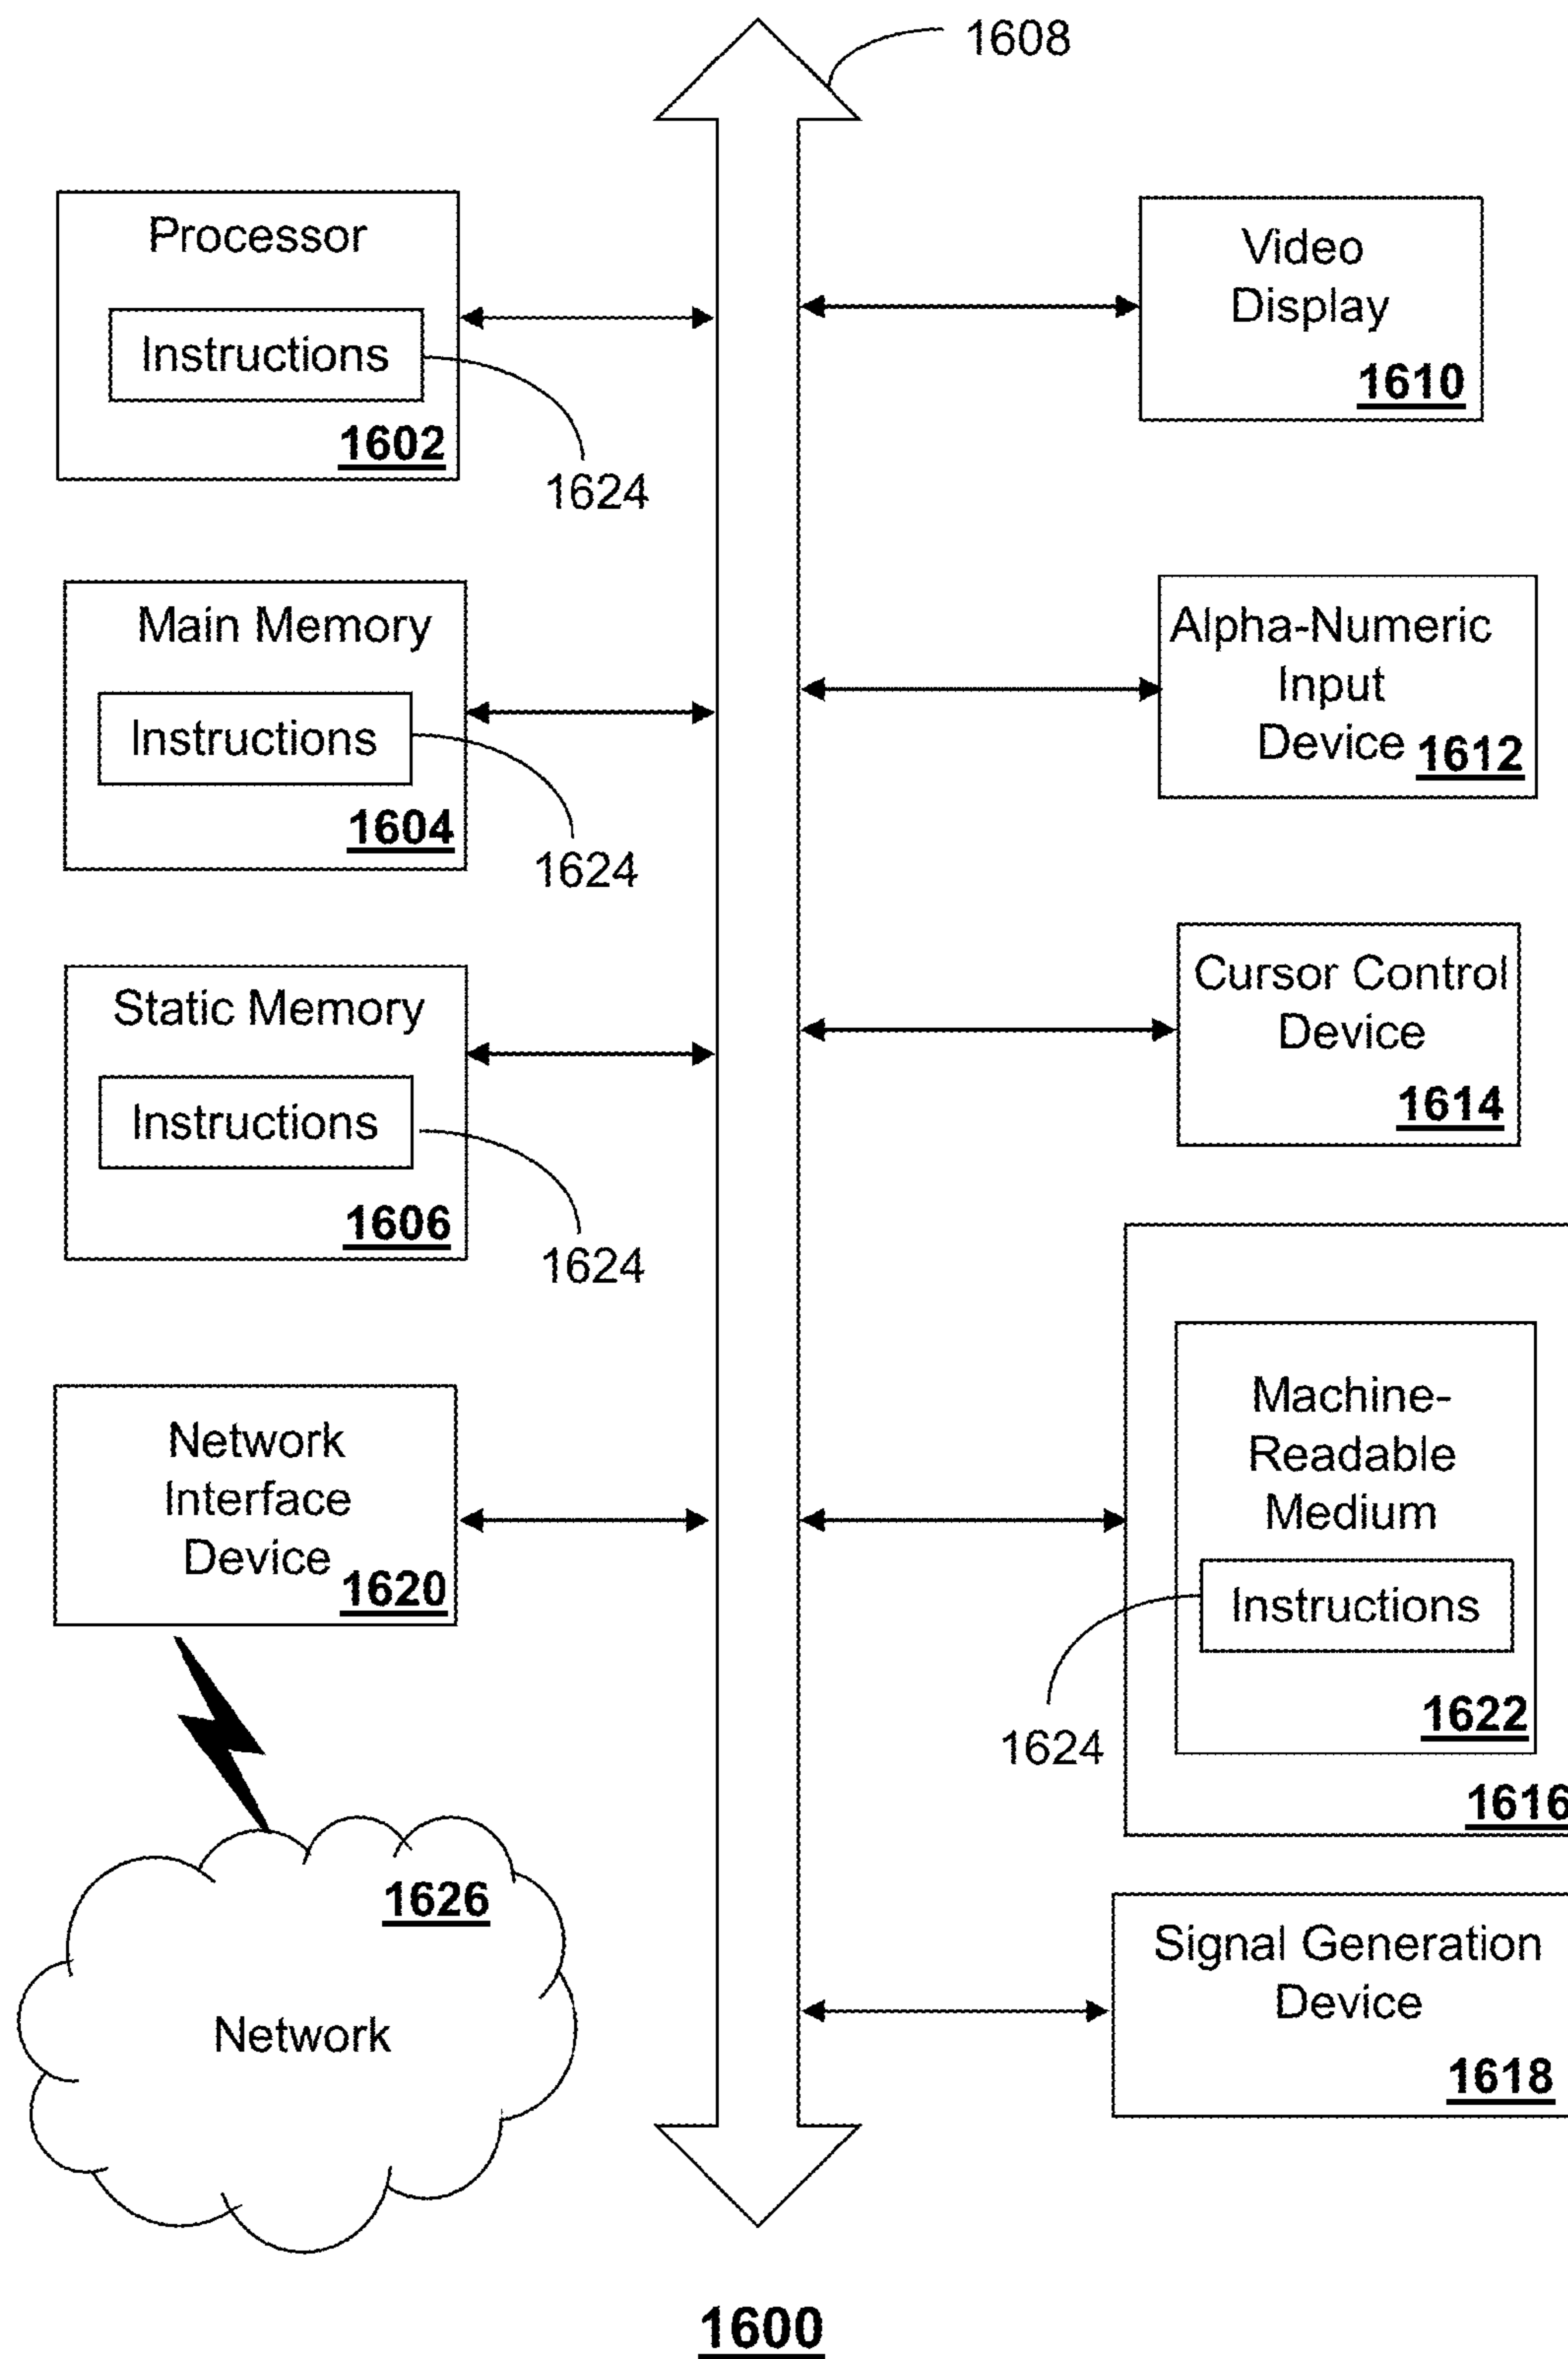 1608
Processor
Instructions
1602
1624
Video
Display
1610
Main Memory
Instructions
1604
1624
Alpha-Numeric
Input
Device 1612
Static Memory
Instructions
1606
1624
Cursor Control
Device
1614
Network
Interface
Device 1620
Machine-
Readable
Medium
Instructions
1622
1624
1616
1626
Network
Signal Generation
Device
1618
1600